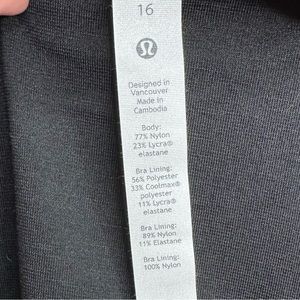 16
Designed in
Vancouver
Made in
Cambodia
Body:
77% Nylon
23% Lycra®
elastane
Bra Lining:
56% Polyester
33% Coolmax®
polyester
11% Lycra®
elastane
Bra Lining:
89% Nylon
11% Elastane
Bra Lining:
100% Nylon